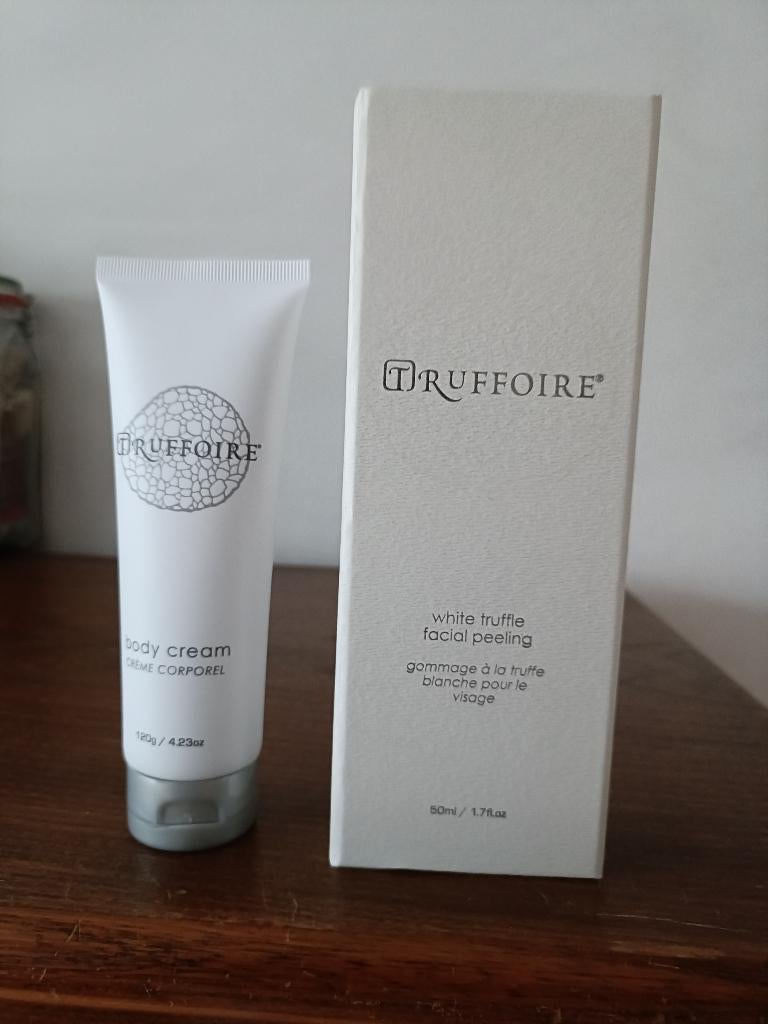 TRUFFOIRE®
body cream
CRÈME CORPOREL
120g / 4.23oz
TRUFFOIRE®
white truffle
facial peeling
gommage à la truffe
blanche pour le
visage
50ml / 1.7fl.oz